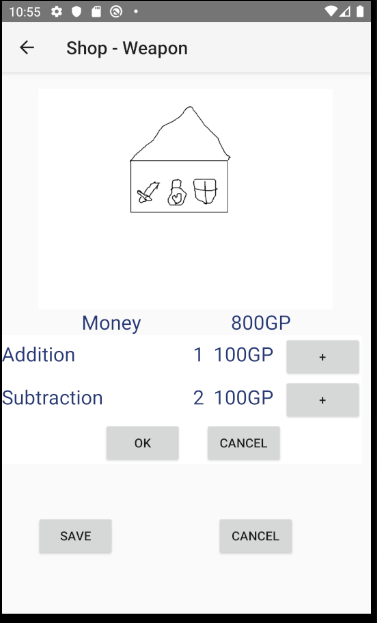 10:55
Shop - Weapon
Money 800GP
Addition 1 100GP +
Subtraction 2 100GP +
OK CANCEL
SAVE CANCEL